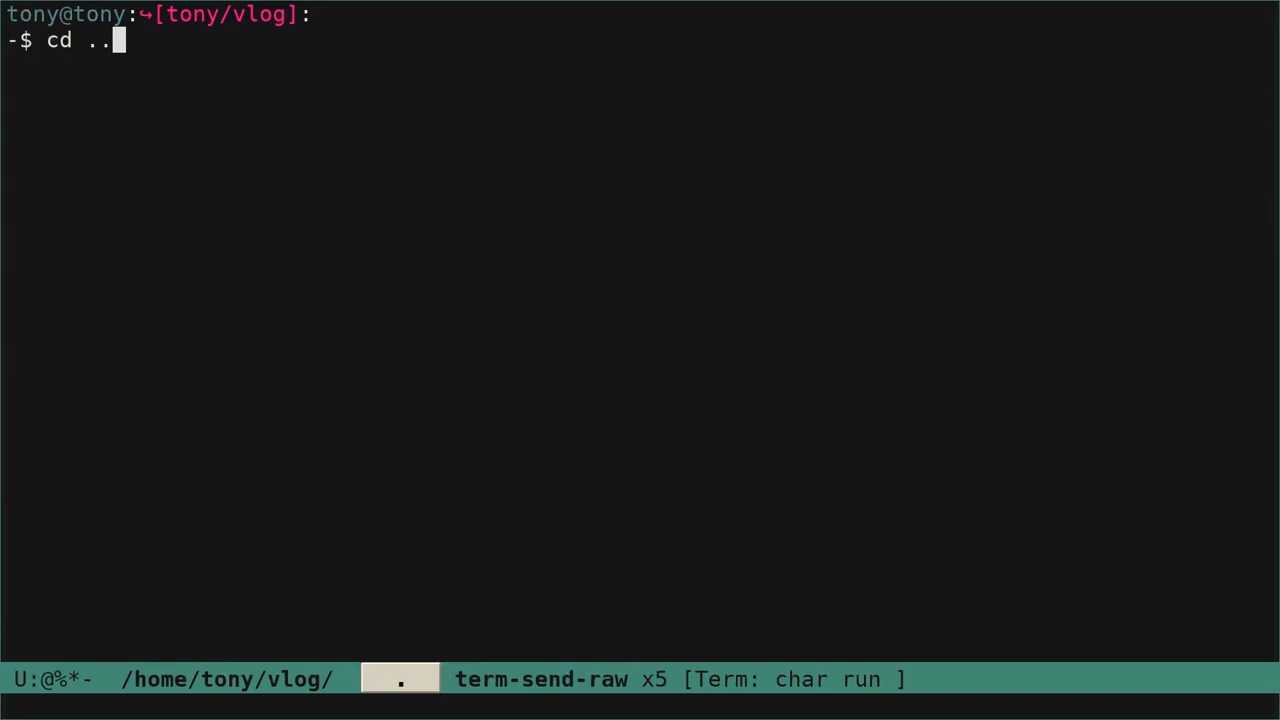 tony@tony:↪[tony/vlog]:
-$ cd ..
U:@%*-  /home/tony/vlog/  .  term-send-raw x5 [Term: char run ]